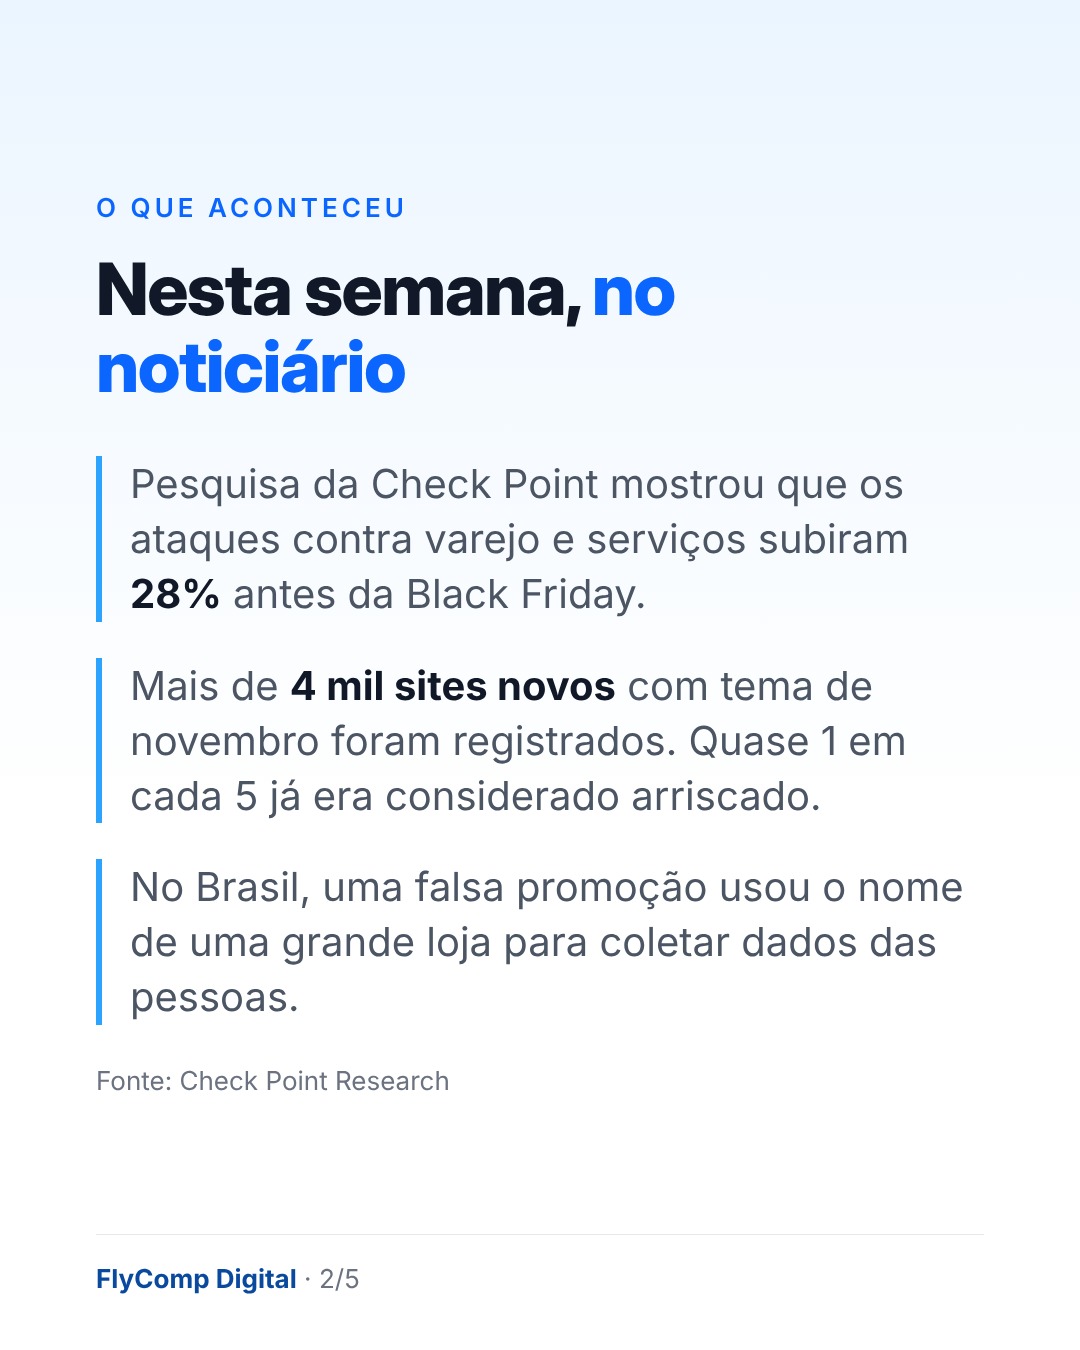 O QUE ACONTECEU
Nesta semana, no
noticiário
Pesquisa da Check Point mostrou que os
ataques contra varejo e serviços subiram
28% antes da Black Friday.
Mais de 4 mil sites novos com tema de
novembro foram registrados. Quase 1 em
cada 5 já era considerado arriscado.
No Brasil, uma falsa promoção usou o nome
de uma grande loja para coletar dados das
pessoas.
Fonte: Check Point Research
FlyComp Digital · 2/5